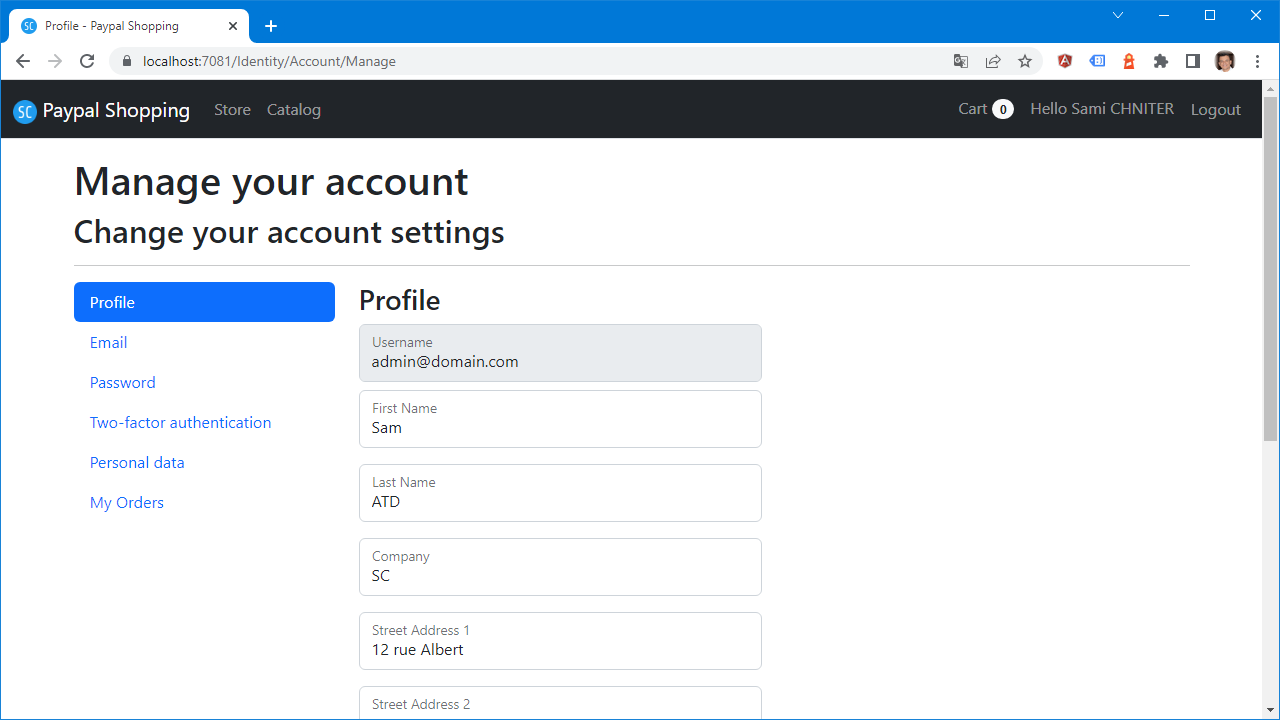 SC Profile - Paypal Shopping
localhost:7081/Identity/Account/Manage
SC Paypal Shopping Store Catalog Cart 0 Hello Sami CHNITER Logout
Manage your account
Change your account settings
Profile
Email
Password
Two-factor authentication
Personal data
My Orders
Profile
Username
admin@domain.com
First Name
Sam
Last Name
ATD
Company
SC
Street Address 1
12 rue Albert
Street Address 2